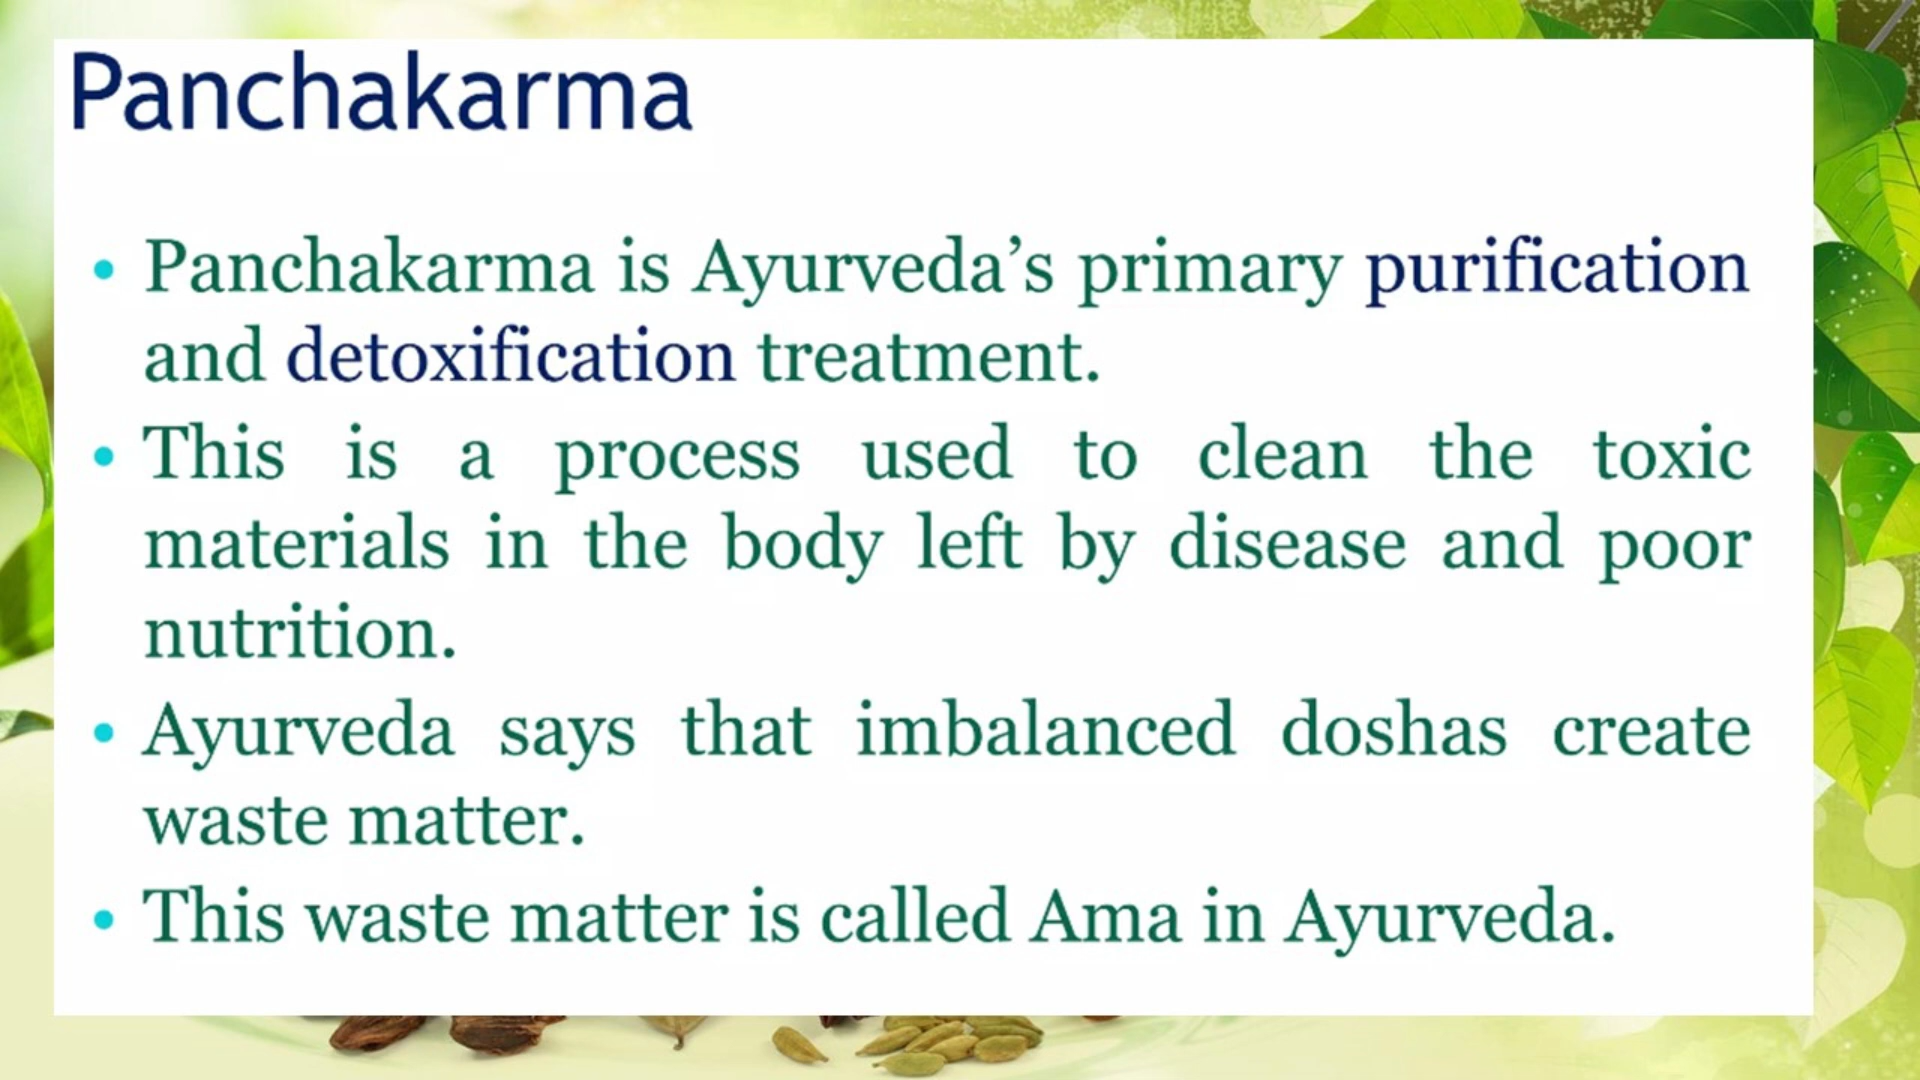 Panchakarma
• Panchakarma is Ayurveda’s primary purification
and detoxification treatment.
• This is a process used to clean the toxic
materials in the body left by disease and poor
nutrition.
• Ayurveda says that imbalanced doshas create
waste matter.
• This waste matter is called Ama in Ayurveda.